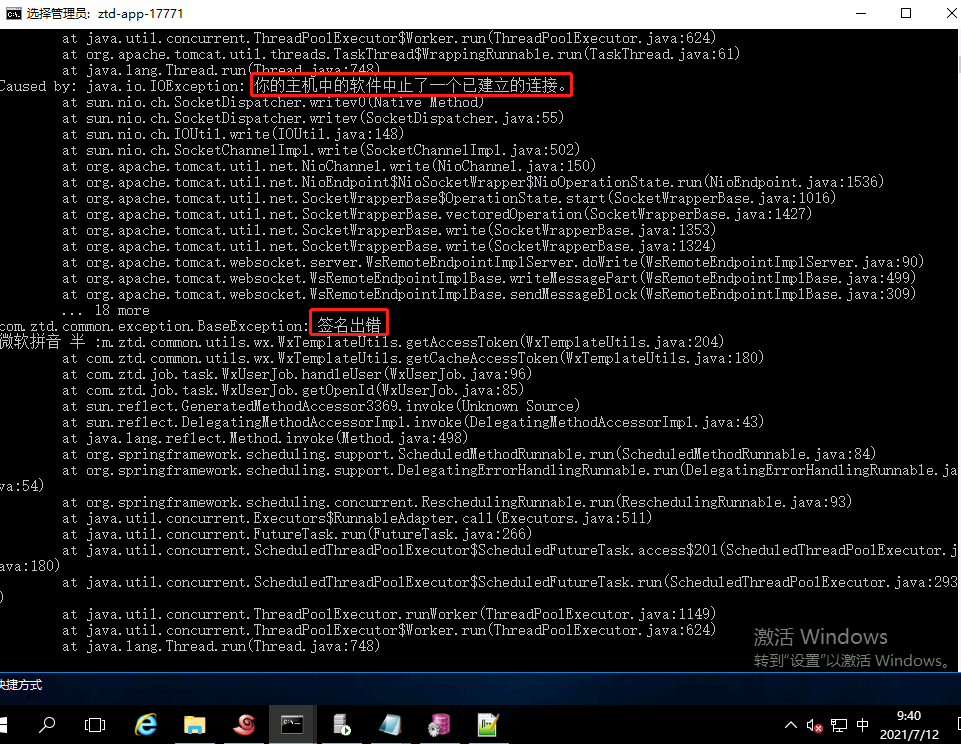 选择管理员: ztd-app-17771
at java.util.concurrent.ThreadPoolExecutor$Worker.run(ThreadPoolExecutor.java:624)
at org.apache.tomcat.util.threads.TaskThread$WrappingRunnable.run(TaskThread.java:61)
at java.lang.Thread.run(Thread.java:748)
Caused by: java.io.IOException: 你的主机中的软件中止了一个已建立的连接。
at sun.nio.ch.SocketDispatcher.writev0(Native Method)
at sun.nio.ch.SocketDispatcher.writev(SocketDispatcher.java:55)
at sun.nio.ch.IOUtil.write(IOUtil.java:148)
at sun.nio.ch.SocketChannelImpl.write(SocketChannelImpl.java:502)
at org.apache.tomcat.util.net.NioChannel.write(NioChannel.java:150)
at org.apache.tomcat.util.net.NioEndpoint$NioSocketWrapper$NioOperationState.run(NioEndpoint.java:1536)
at org.apache.tomcat.util.net.SocketWrapperBase$OperationState.start(SocketWrapperBase.java:1016)
at org.apache.tomcat.util.net.SocketWrapperBase.vectoredOperation(SocketWrapperBase.java:1427)
at org.apache.tomcat.util.net.SocketWrapperBase.write(SocketWrapperBase.java:1353)
at org.apache.tomcat.util.net.SocketWrapperBase.write(SocketWrapperBase.java:1324)
at org.apache.tomcat.websocket.server.WsRemoteEndpointImplServer.doWrite(WsRemoteEndpointImplServer.java:90)
at org.apache.tomcat.websocket.WsRemoteEndpointImplBase.writeMessagePart(WsRemoteEndpointImplBase.java:499)
at org.apache.tomcat.websocket.WsRemoteEndpointImplBase.sendMessageBlock(WsRemoteEndpointImplBase.java:309)
... 18 more
com.ztd.common.exception.BaseException: 签名出错
微软拼音 半 :m.ztd.common.utils.wx.WxTemplateUtils.getAccessToken(WxTemplateUtils.java:204)
at com.ztd.common.utils.wx.WxTemplateUtils.getCacheAccessToken(WxTemplateUtils.java:180)
at com.ztd.job.task.WxUserJob.handleUser(WxUserJob.java:96)
at com.ztd.job.task.WxUserJob.getOpenId(WxUserJob.java:85)
at sun.reflect.GeneratedMethodAccessor3369.invoke(Unknown Source)
at sun.reflect.DelegatingMethodAccessorImpl.invoke(DelegatingMethodAccessorImpl.java:43)
at java.lang.reflect.Method.invoke(Method.java:498)
at org.springframework.scheduling.support.ScheduledMethodRunnable.run(ScheduledMethodRunnable.java:84)
at org.springframework.scheduling.support.DelegatingErrorHandlingRunnable.run(DelegatingErrorHandlingRunnable.ja
va:54)
at org.springframework.scheduling.concurrent.ReschedulingRunnable.run(ReschedulingRunnable.java:93)
at java.util.concurrent.Executors$RunnableAdapter.call(Executors.java:511)
at java.util.concurrent.FutureTask.run(FutureTask.java:266)
at java.util.concurrent.ScheduledThreadPoolExecutor$ScheduledFutureTask.access$201(ScheduledThreadPoolExecutor.j
ava:180)
at java.util.concurrent.ScheduledThreadPoolExecutor$ScheduledFutureTask.run(ScheduledThreadPoolExecutor.java:293
)
at java.util.concurrent.ThreadPoolExecutor.runWorker(ThreadPoolExecutor.java:1149)
at java.util.concurrent.ThreadPoolExecutor$Worker.run(ThreadPoolExecutor.java:624)
at java.lang.Thread.run(Thread.java:748)
激活 Windows
转到"设置"以激活 Windows。
快捷方式
中
9:40
2021/7/12